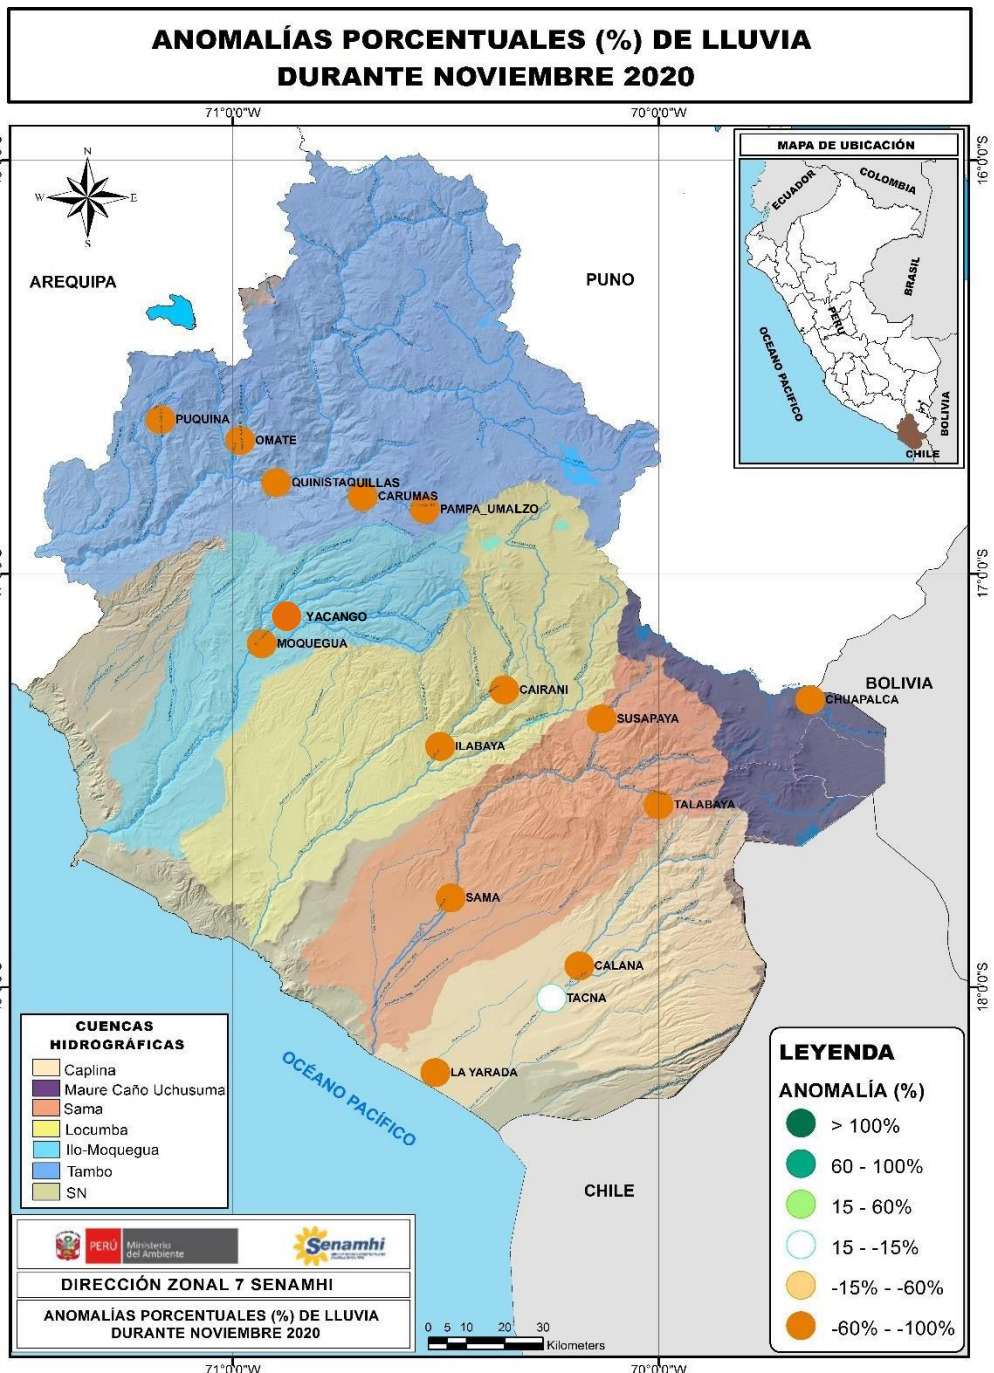 ANOMALÍAS PORCENTUALES (%) DE LLUVIA
DURANTE NOVIEMBRE 2020
71°0'0"W
70°0'0"W
MAPA DE UBICACIÓN
ECUADOR
COLOMBIA
BRASIL
PERU
OCEANO PACÍFICO
BOLIVIA
CHILE
16°0'0"S
N
W
E
S
AREQUIPA
PUNO
PUQUINA
OMATE
QUINISTAQUILLAS
CARUMAS
PAMPA_UMALZO
17°0'0"S
YACANGO
MOQUEGUA
CAIRANI
BOLIVIA
CHUAPALCA
SUSAPAYA
ILABAYA
TALABAYA
SAMA
CALANA
TACNA
18°0'0"S
LA YARADA
OCÉANO PACÍFICO
CHILE
CUENCAS
HIDROGRÁFICAS
Caplina
Maure Caño Uchusuma
Sama
Locumba
Ilo-Moquegua
Tambo
SN
LEYENDA
ANOMALÍA (%)
> 100%
60 - 100%
15 - 60%
15 - -15%
-15% - -60%
-60% - -100%
PERÚ
Ministerio
del Ambiente
Senamhi
DIRECCIÓN ZONAL 7 SENAMHI
ANOMALÍAS PORCENTUALES (%) DE LLUVIA
DURANTE NOVIEMBRE 2020
0 5 10 20 30
Kilometers
71°0'0"W
70°0'0"W